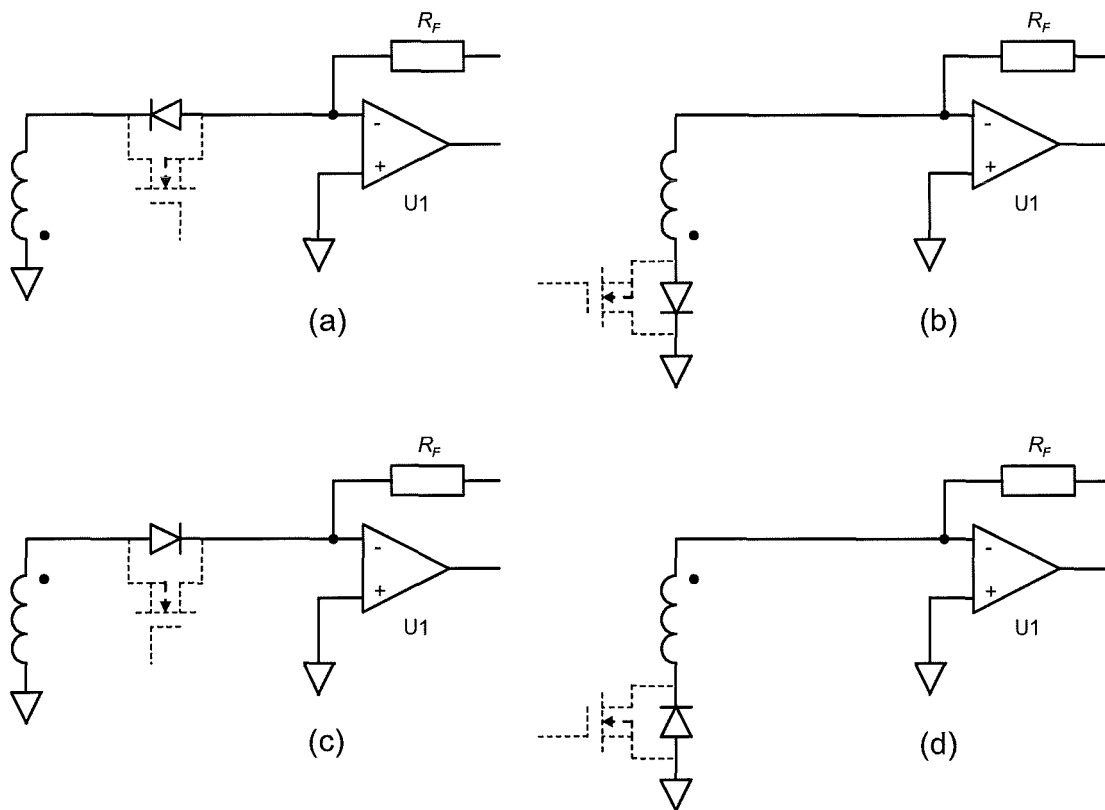 R_F
R_F
-
+
U1
-
+
U1
(a)
(b)
R_F
R_F
-
+
U1
-
+
U1
(c)
(d)